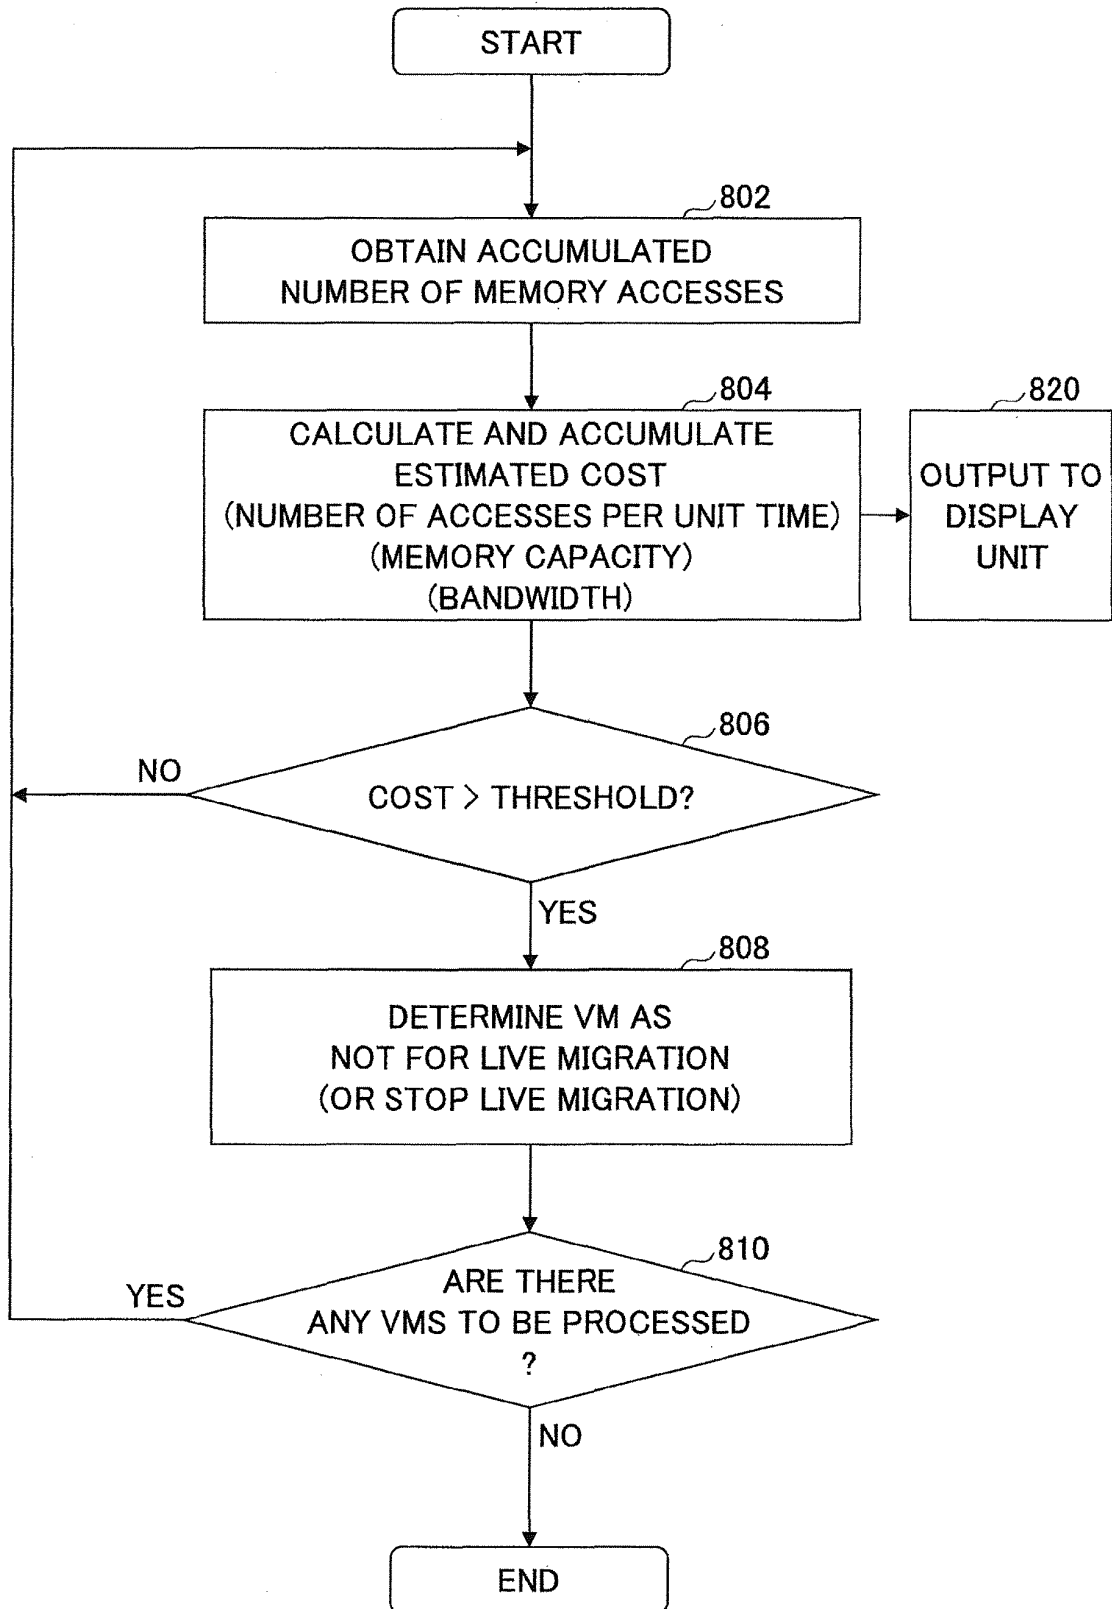 START
802
OBTAIN ACCUMULATED
NUMBER OF MEMORY ACCESSES
804
CALCULATE AND ACCUMULATE
ESTIMATED COST
(NUMBER OF ACCESSES PER UNIT TIME)
(MEMORY CAPACITY)
(BANDWIDTH)
820
OUTPUT TO
DISPLAY
UNIT
806
NO
COST > THRESHOLD?
YES
808
DETERMINE VM AS
NOT FOR LIVE MIGRATION
(OR STOP LIVE MIGRATION)
810
YES
ARE THERE
ANY VMS TO BE PROCESSED
?
NO
END